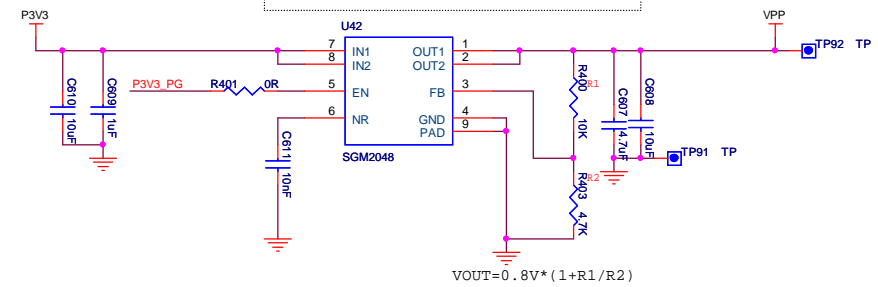 P3V3
U42
VPP
7 IN1 OUT1 1
8 IN2 OUT2 2
TP92 TP
P3V3_PG R401 0R 5 EN FB 3
6 NR GND 4
PAD 9
SGM2048
C610 10uF
C609 1uF
C611 10nF
R400 R1 10K
C607 4.7uF
C608 10uF
TP91 TP
R403 R2 4.7K
VOUT=0.8V*(1+R1/R2)